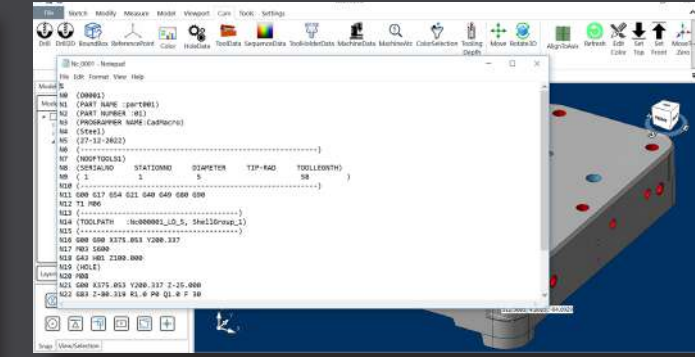 File Sketch Modify Measure Model Viewport Cam Tools Settings
Drill Drill3D BoundBox ReferencePoint Color HoleData ToolData SequenceData ToolHolderData MachineData MachineAttr ColorSelection Tooling Depth Move Rotate3D AlignToAxis Refresh Edit Color Set Top Set Front Move Zero
Nc_0001 - Notepad
File Edit Format View Help
%
N0 (O0001)
N1 (PART NAME :part001)
N2 (PART NUMBER :01)
N3 (PROGRAMMER NAME:CadMacro)
N4 (Steel)
N5 (27-12-2022)
N6 (----------------------------------------------------------)
N7 (NOOFTOOLS1)
N8 (SERIALNO STATIONNO DIAMETER TIP-RAD TOOLLEGNTH)
N9 ( 1 1 5 50 )
N10 (----------------------------------------------------------)
N11 G00 G17 G54 G21 G40 G49 G80 G90
N12 T1 M06
N13 (---------------------------------------)
N14 (TOOLPATH :Nc000001_LD_5, ShellGroup_1)
N15 (---------------------------------------)
N16 G00 G90 X375.053 Y200.337
N17 M03 S600
N18 G43 H01 Z100.000
N19 (HOLE)
N20 M08
N21 G00 X375.053 Y200.337 Z-25.000
N22 G83 Z-80.319 R1.0 P0 Q1.0 F 30
Snap View/Selection